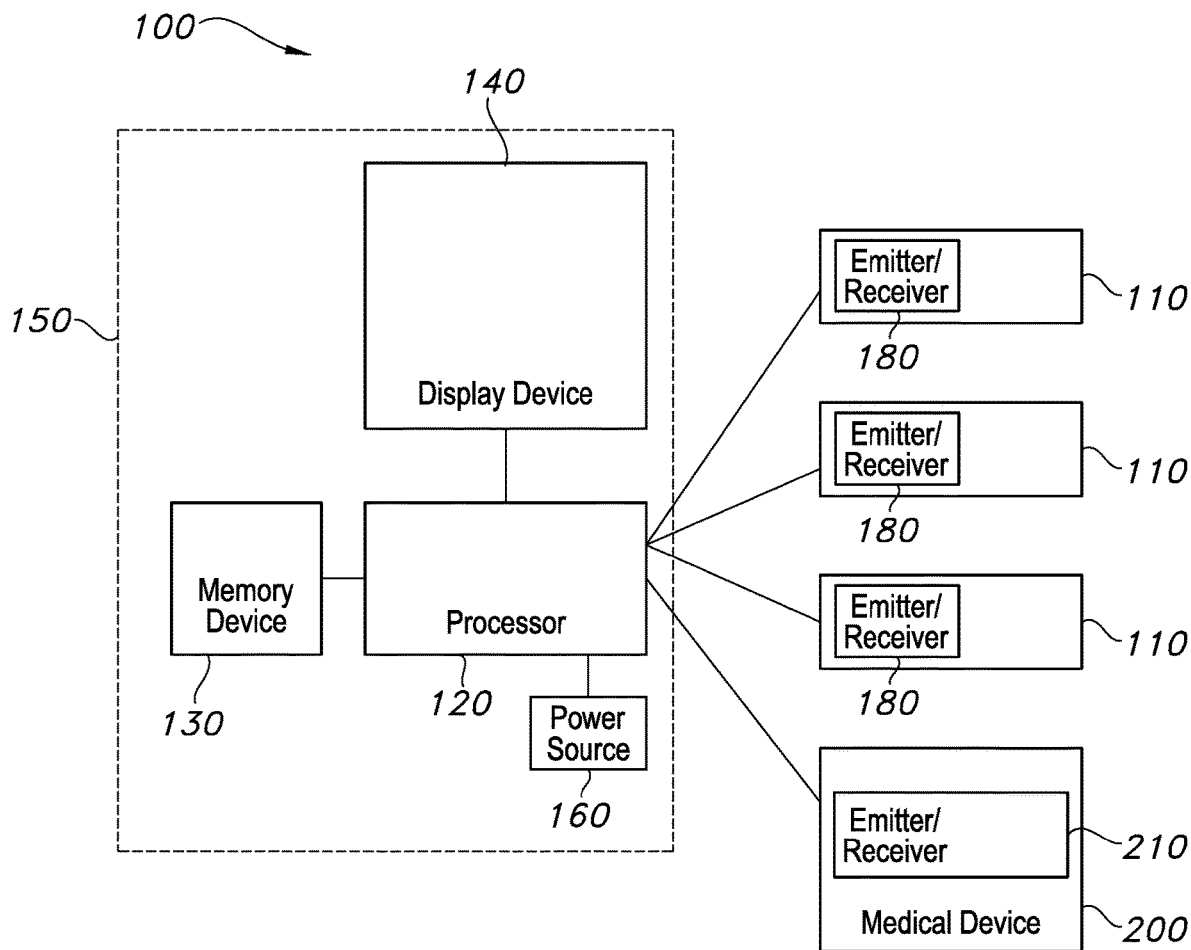 100
140
150
Display Device
Emitter/
Receiver
110
180
Emitter/
Receiver
110
180
Memory
Device
130
Processor
120
Power
Source
160
Emitter/
Receiver
110
180
Emitter/
Receiver
210
Medical Device
200